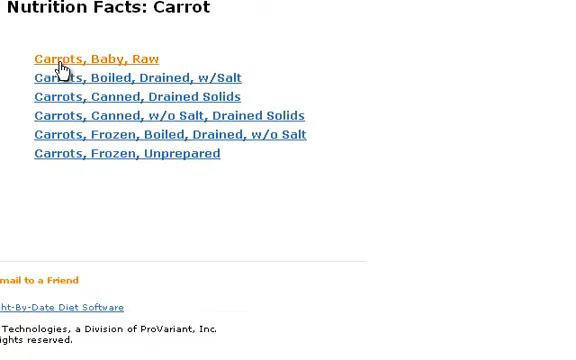 Nutrition Facts: Carrot
Carrots, Baby, Raw
Carrots, Boiled, Drained, w/Salt
Carrots, Canned, Drained Solids
Carrots, Canned, w/o Salt, Drained Solids
Carrots, Frozen, Boiled, Drained, w/o Salt
Carrots, Frozen, Unprepared
mail to a Friend
ht-By-Date Diet Software
Technologies, a Division of ProVariant, Inc.
ights reserved.